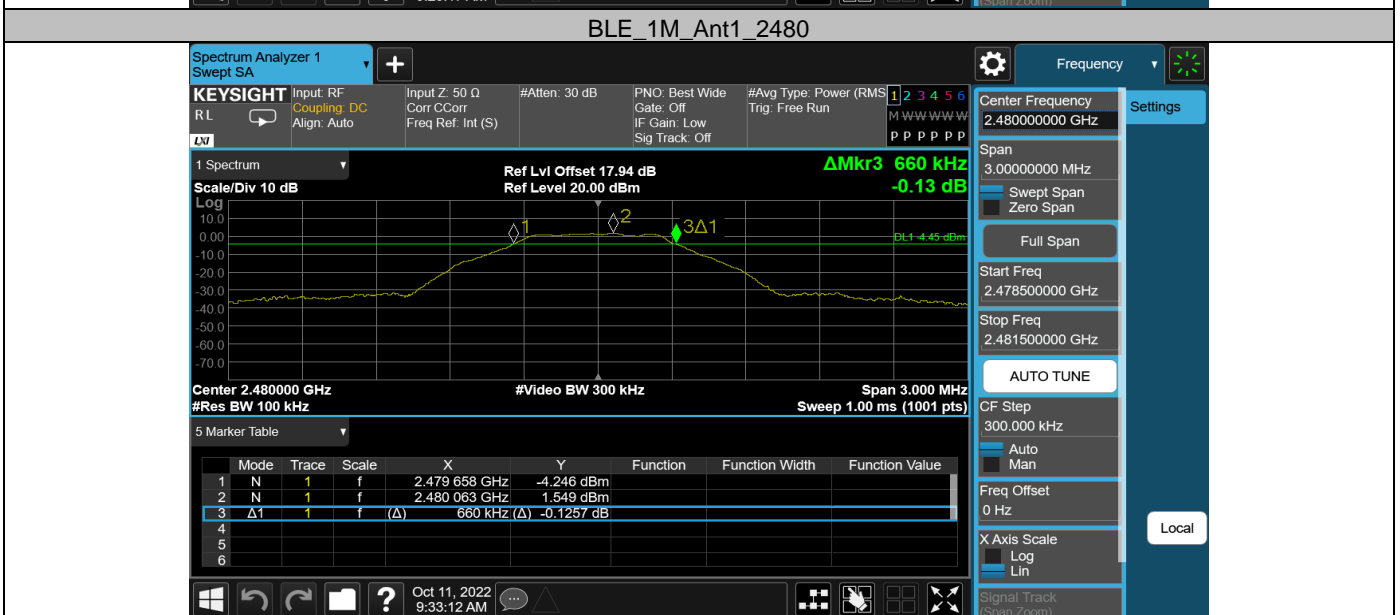 BLE_1M_Ant1_2480
Spectrum Analyzer 1
Swept SA
+
Frequency
KEYSIGHT
RL
LXI
Input: RF
Coupling: DC
Align: Auto
Input Z: 50 Ω
Corr CCorr
Freq Ref: Int (S)
#Atten: 30 dB
PNO: Best Wide
Gate: Off
IF Gain: Low
Sig Track: Off
#Avg Type: Power (RMS
Trig: Free Run
1 2 3 4 5 6
M W W W W W
P P P P P P
Center Frequency
2.480000000 GHz
Settings
Span
3.00000000 MHz
Swept Span
Zero Span
Full Span
Start Freq
2.478500000 GHz
Stop Freq
2.481500000 GHz
AUTO TUNE
CF Step
300.000 kHz
Auto
Man
Freq Offset
0 Hz
X Axis Scale
Log
Lin
Signal Track
(Span Zoom)
Local
1 Spectrum
Scale/Div 10 dB
Log
Ref Lvl Offset 17.94 dB
Ref Level 20.00 dBm
ΔMkr3 660 kHz
-0.13 dB
10.0
0.00
-10.0
-20.0
-30.0
-40.0
-50.0
-60.0
-70.0
1
2
3Δ1
DL1 -4.45 dBm
Center 2.480000 GHz
#Res BW 100 kHz
#Video BW 300 kHz
Span 3.000 MHz
Sweep 1.00 ms (1001 pts)
5 Marker Table
Mode Trace Scale X Y Function Function Width Function Value
1 N 1 f 2.479 658 GHz -4.246 dBm
2 N 1 f 2.480 063 GHz 1.549 dBm
3 Δ1 1 f (Δ) 660 kHz (Δ) -0.1257 dB
4
5
6
?
Oct 11, 2022
9:33:12 AM